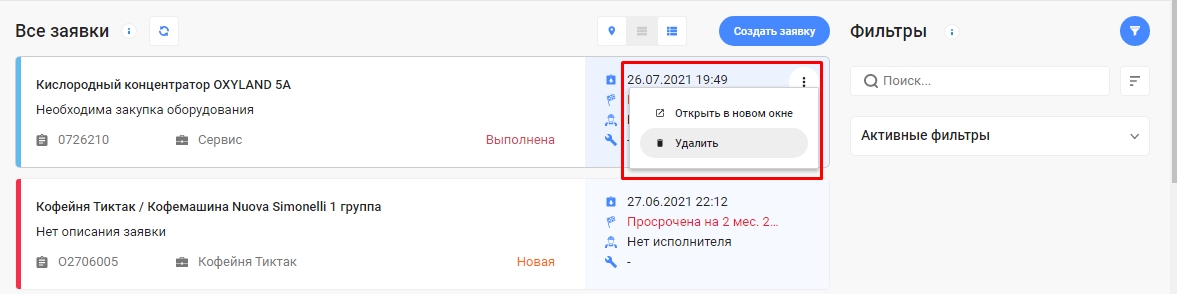 Все заявки
Создать заявку
Фильтры
Кислородный концентратор OXYLAND 5A
Необходима закупка оборудования
0726210 Сервис Выполнена
26.07.2021 19:49
Открыть в новом окне
Удалить
-
Поиск...
Активные фильтры
Кофейня Тиктак / Кофемашина Nuova Simonelli 1 группа
Нет описания заявки
О2706005 Кофейня Тиктак Новая
27.06.2021 22:12
Просрочена на 2 мес. 2...
Нет исполнителя
-